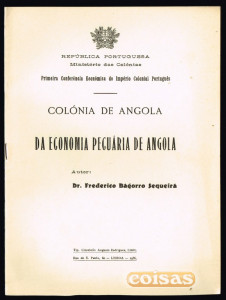 REPÚBLICA PORTUGUESA
Ministério das Colónias
Primeira Conferência Económica do Império Colonial Português
COLÓNIA DE ANGOLA
DA ECONOMIA PECUÁRIA DE ANGOLA
Autor:
Dr. Frederico Bagorro Sequeira
coisas